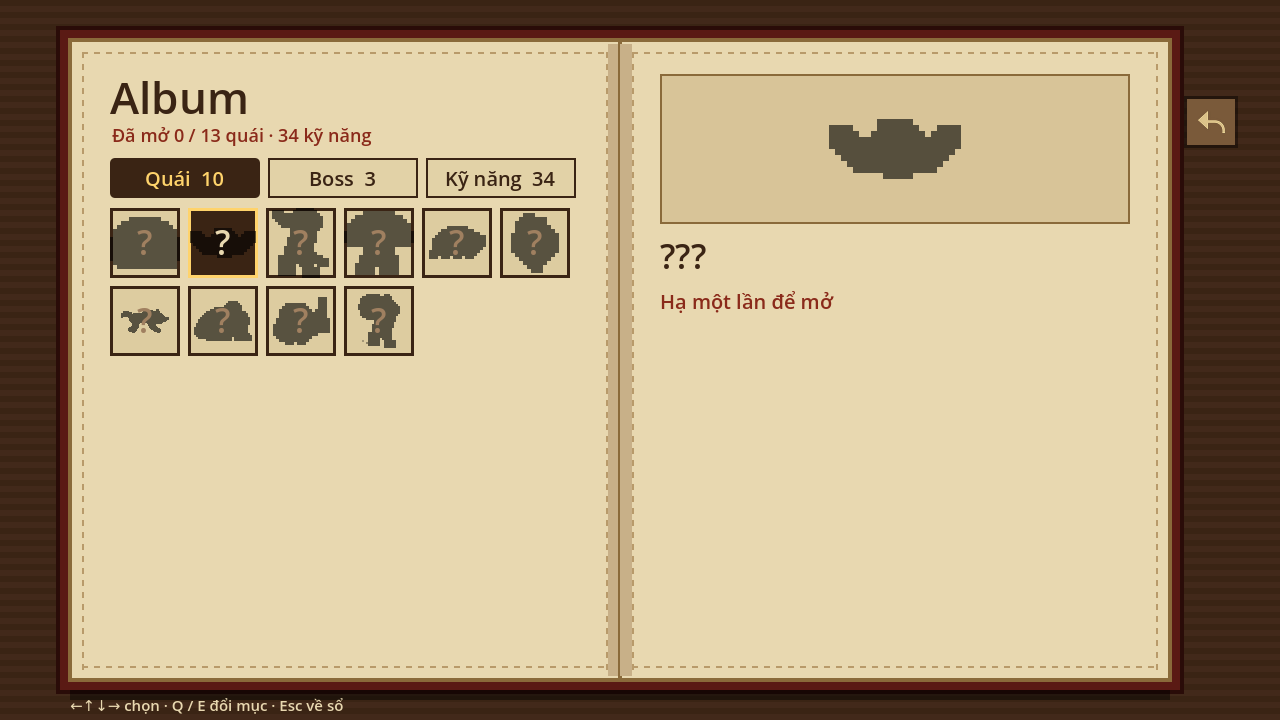 Album
Đã mở 0 / 13 quái · 34 kỹ năng
Quái 10
Boss 3
Kỹ năng 34
? ? ? ? ? ?
? ? ? ?
???
Hạ một lần để mở
←↑↓→ chọn · Q / E đổi mục · Esc về sổ